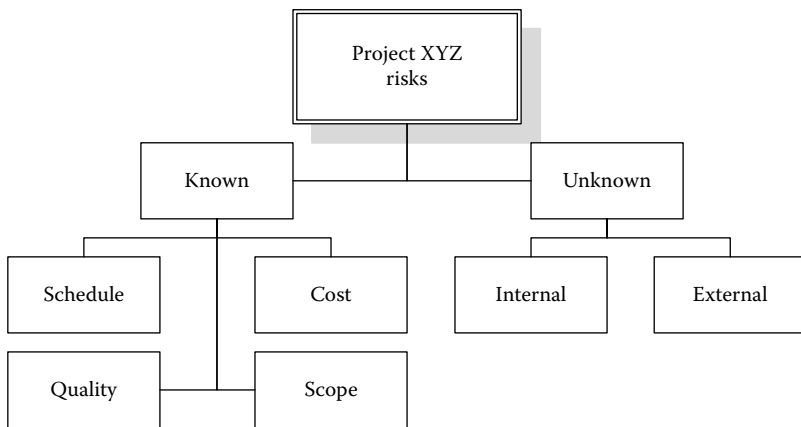 Project XYZ
risks
Known
Unknown
Schedule
Cost
Internal
External
Quality
Scope